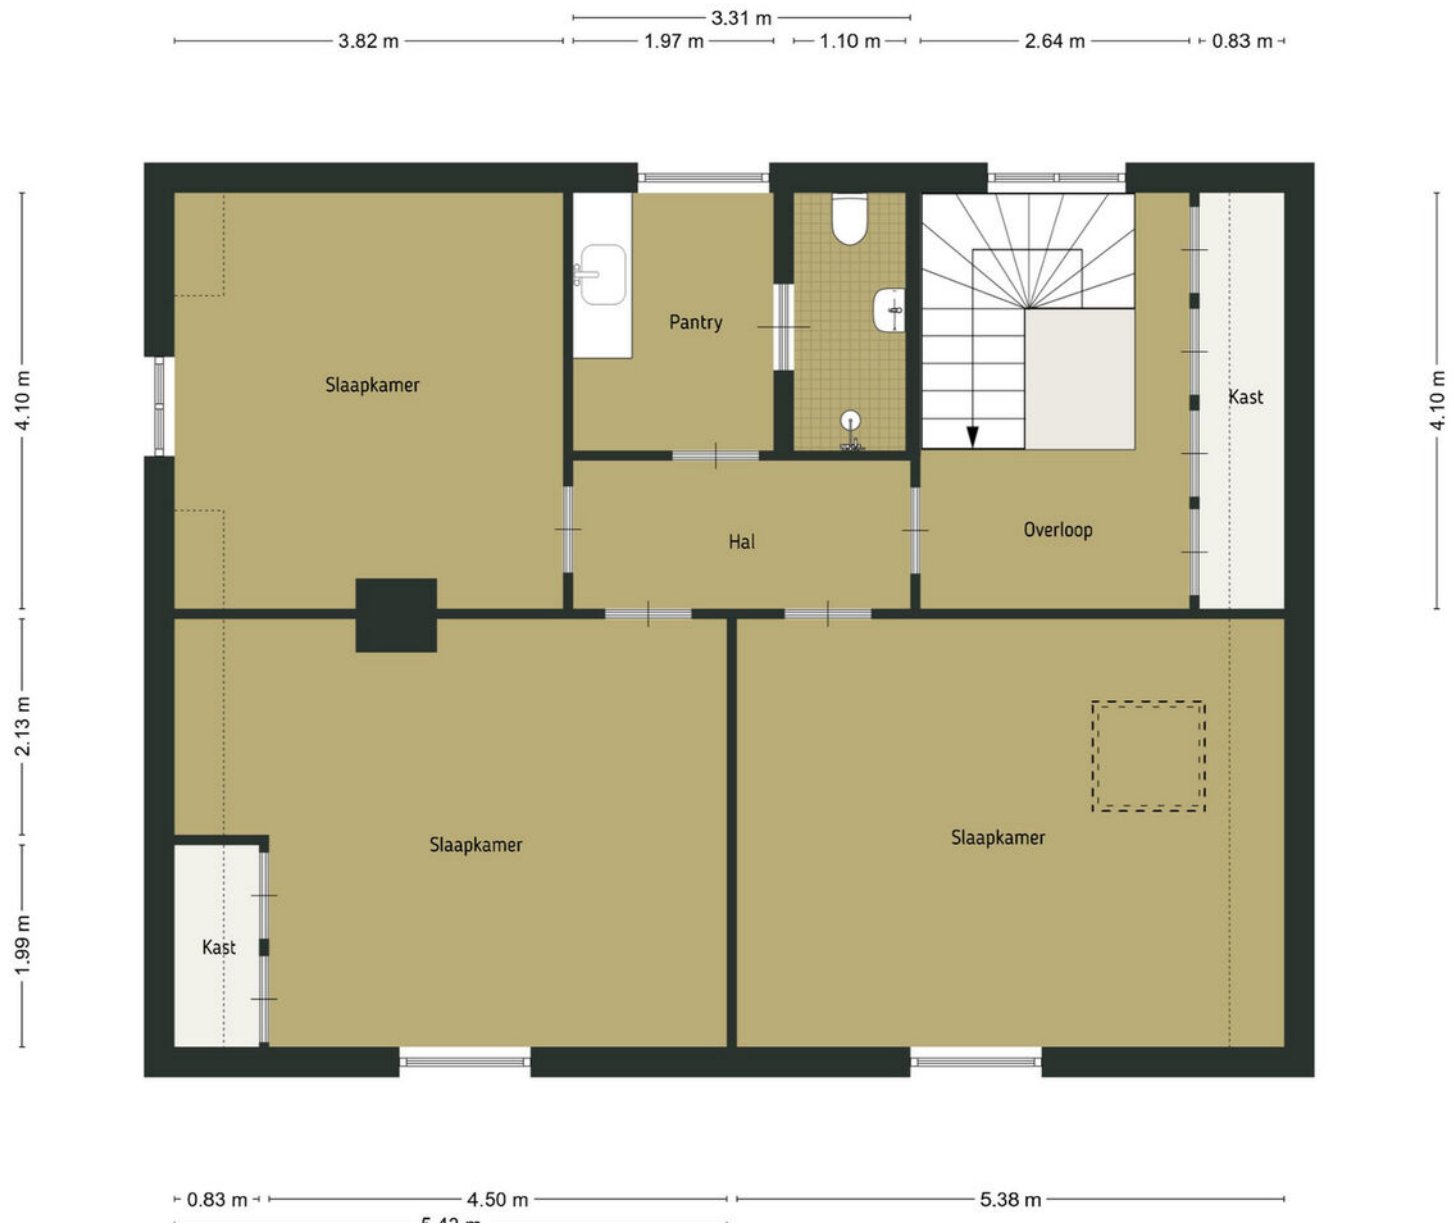 3.31 m
3.82 m
1.97 m
1.10 m
2.64 m
0.83 m
4.10 m
4.10 m
Slaapkamer
Pantry
Kast
Hal
Overloop
2.13 m
Slaapkamer
Slaapkamer
1.99 m
Kast
0.83 m
4.50 m
5.38 m